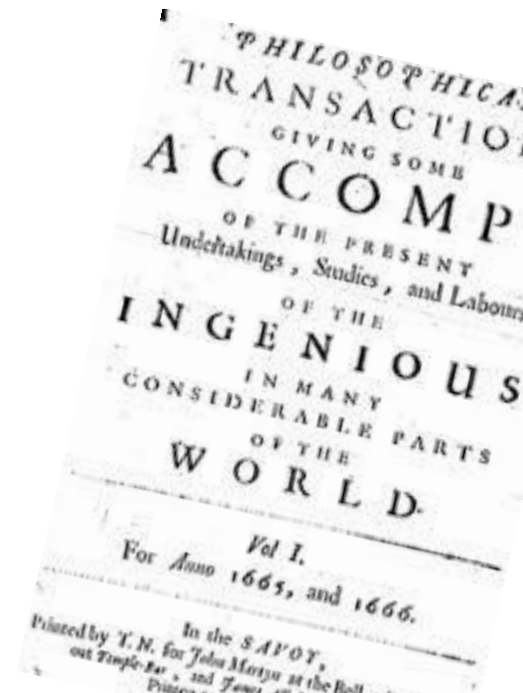 PHILOSOPHICA
TRANSACTIO
GIVING SOME
ACCOMP
OF THE PRESENT
Undertakings, Studies, and Labour
OF THE
INGENIOUS
IN MANY
CONSIDERABLE PARTS
OF THE
WORLD.
Vol I.
For Anno 1665, and 1666.
In the SAVOY,
Printed by T. N. for John Martyn at the Bell
out Temple-Bar, and James
Printer